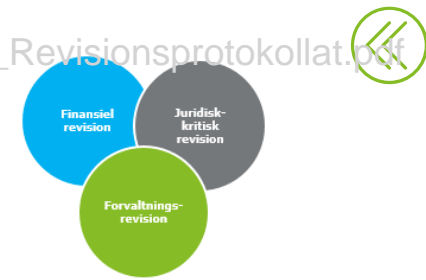 _Revisionsprotokollat.pdf
Finansiel
revision
Juridisk-
kritisk
revision
Forvaltnings-
revision